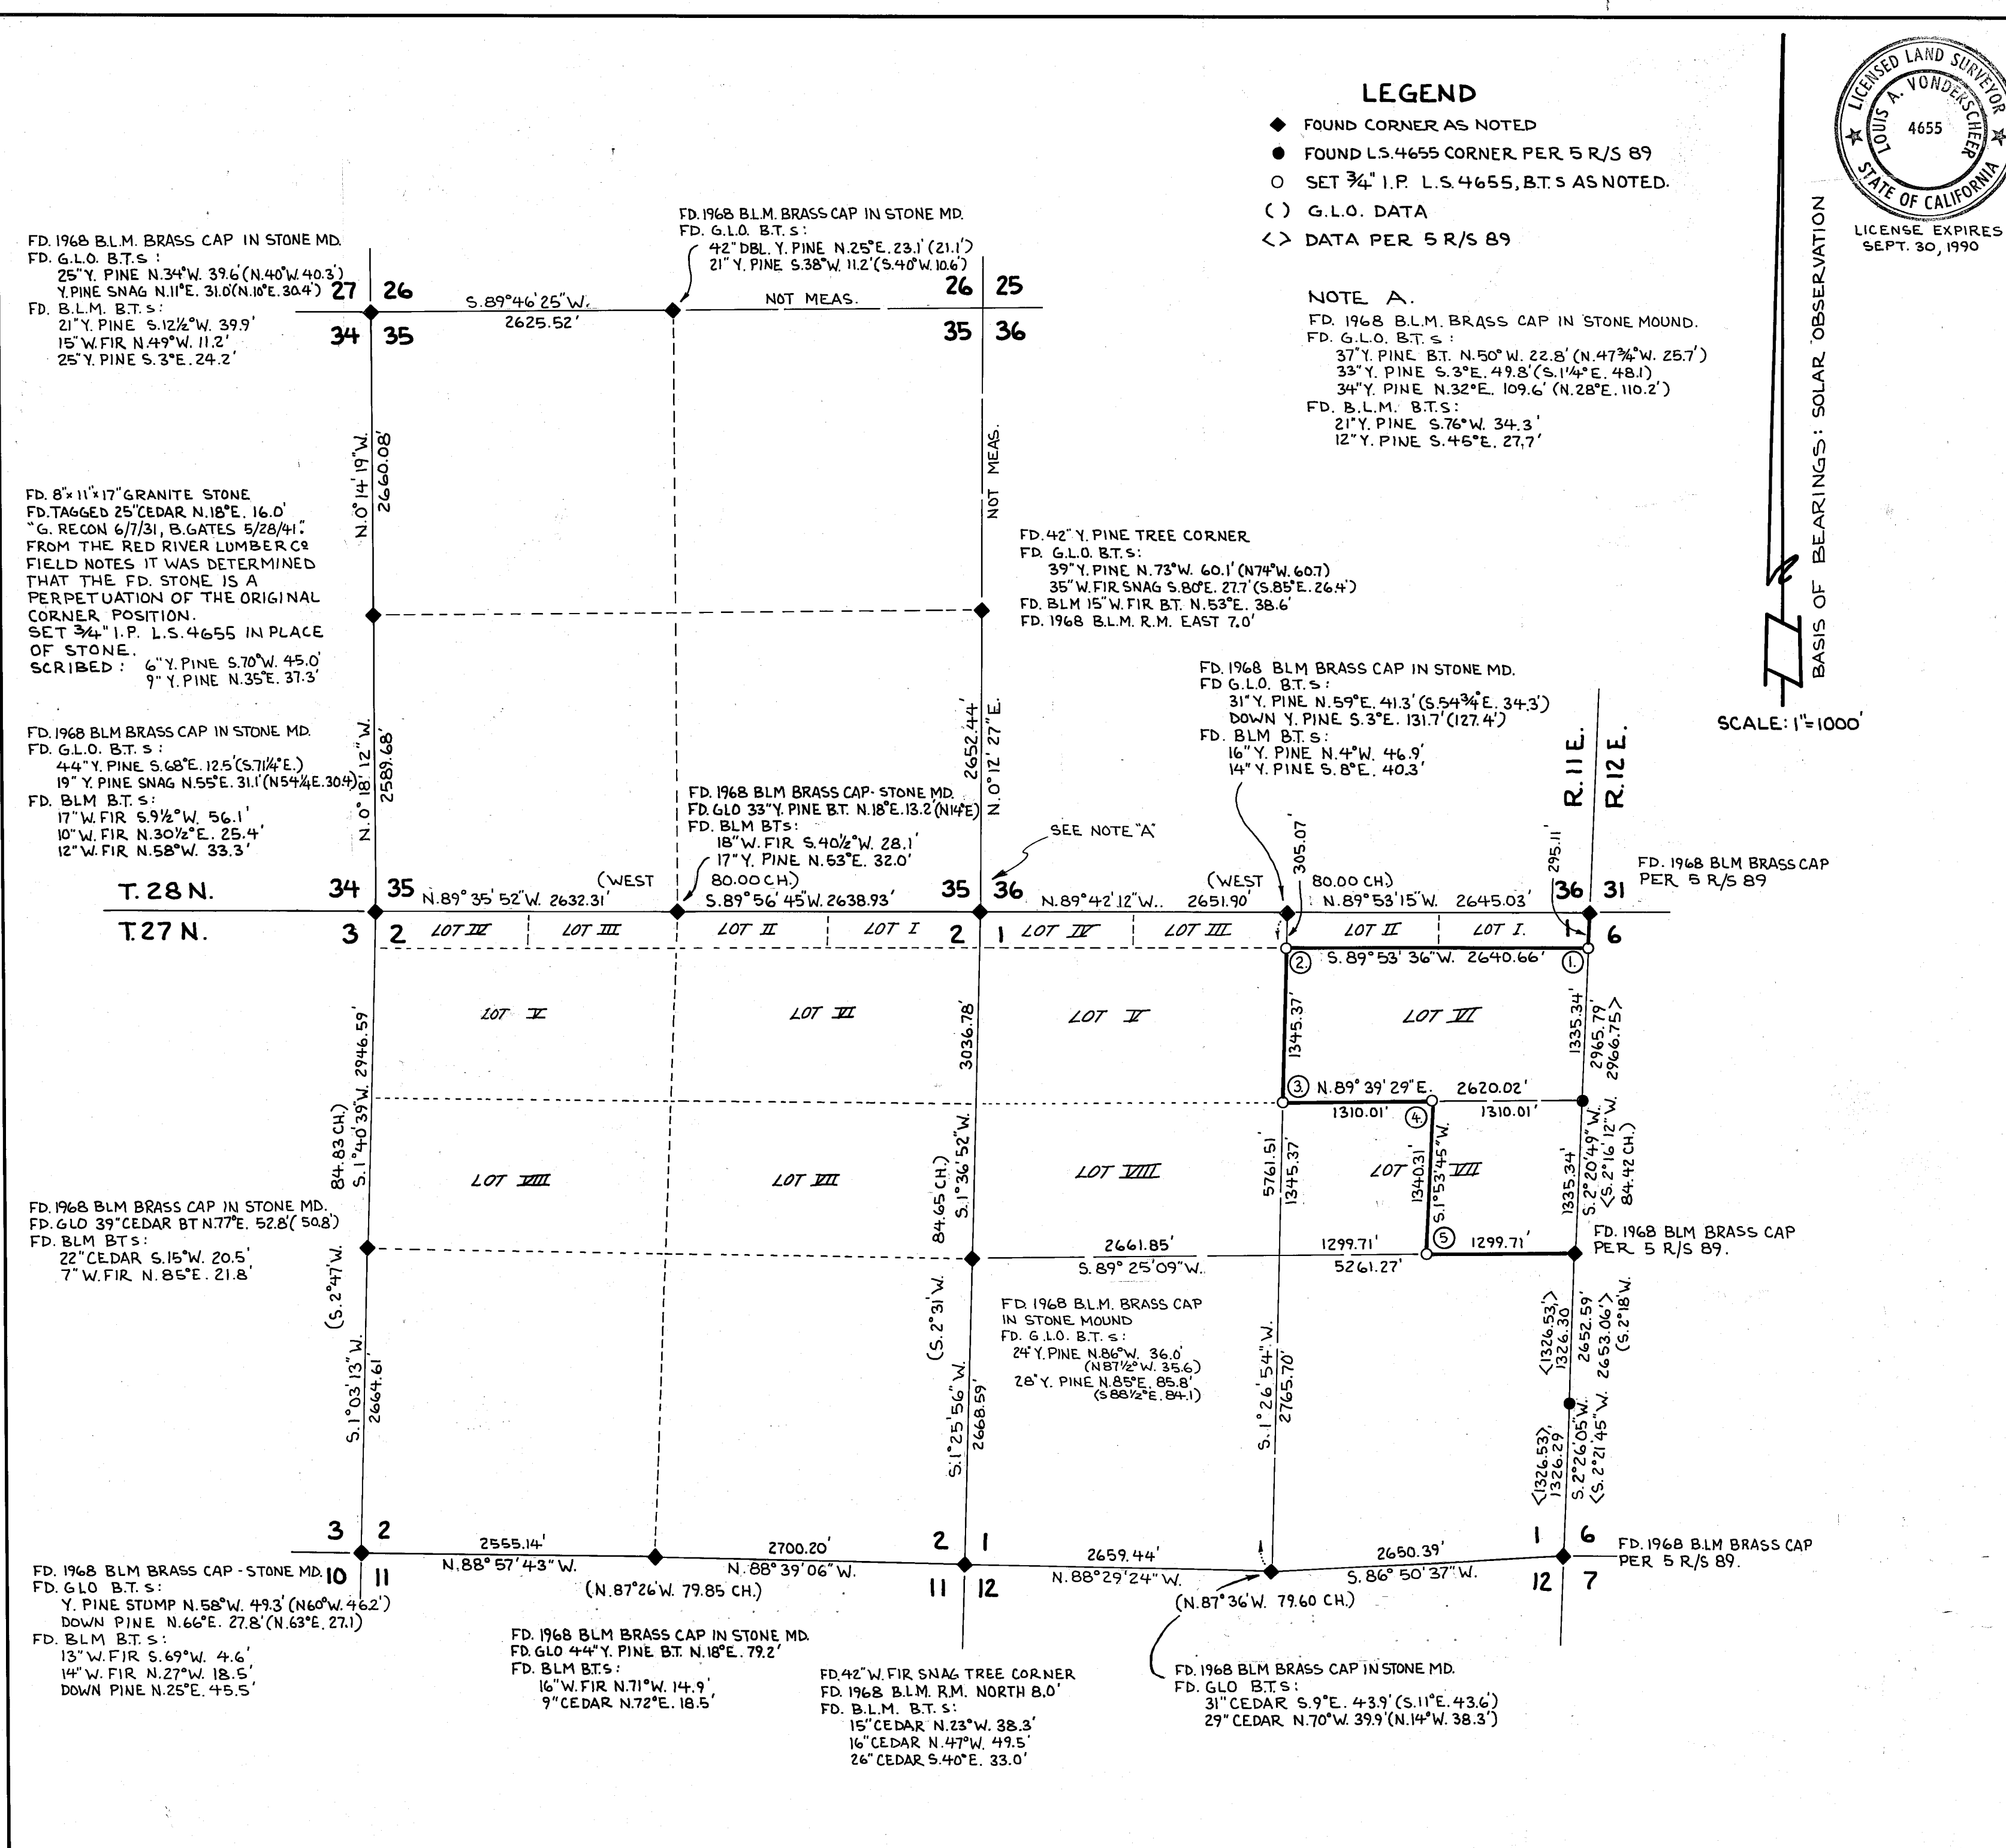 LEGEND
FOUND CORNER AS NOTED
FOUND L.S. 4655 CORNER PER 5 R/S 89
SET 3/4" I.P. L.S. 4655, B.T.S AS NOTED.
( ) G.L.O. DATA
< > DATA PER 5 R/S 89
LICENSED LAND SURVEYOR
LOUIS A. VONDERSCHEER
4655
STATE OF CALIFORNIA
LICENSE EXPIRES
SEPT. 30, 1990
BASIS OF BEARINGS: SOLAR OBSERVATION
SCALE: 1"=1000'
NOTE A.
FD. 1968 B.L.M. BRASS CAP IN STONE MOUND.
FD. G.L.O. B.T. S :
37" Y. PINE B.T. N.50° W. 22.8' (N.47¾°W. 25.7')
33" Y. PINE S.3°E. 49.8' (S.1¼°E. 48.1)
34" Y. PINE N.32°E. 109.6' (N.28°E. 110.2')
FD. B.L.M. B.T.S:
21" Y. PINE S.76°W. 34.3'
12" Y. PINE S.45°E. 27.7'
FD. 1968 B.L.M. BRASS CAP IN STONE MD.
FD. G.L.O. B.T. S :
42" DBL. Y. PINE N.25°E. 23.1' (21.1')
21" Y. PINE S.38°W. 11.2' (S.40°W. 10.6')
FD. 1968 B.L.M. BRASS CAP IN STONE MD.
FD. G.L.O. B.T.S :
25" Y. PINE N.34°W. 39.6' (N.40°W. 40.3')
Y. PINE SNAG N.11°E. 31.0' (N.10°E. 30.4')
FD. B.L.M. B.T.S :
21" Y. PINE S.12½°W. 39.9'
15" W. FIR N.49°W. 11.2'
25" Y. PINE S.3°E. 24.2'
27 26
34 35
S.89°46'25"W.
2625.52'
NOT MEAS.
26 25
35 36
N.0°14'19"W.
2660.08'
NOT MEAS.
FD. 8"x 11"x 17" GRANITE STONE
FD. TAGGED 25" CEDAR N.18°E. 16.0'
"G. RECON 6/7/31, B. GATES 5/28/41".
FROM THE RED RIVER LUMBER Co
FIELD NOTES IT WAS DETERMINED
THAT THE FD. STONE IS A
PERPETUATION OF THE ORIGINAL
CORNER POSITION.
SET 3/4" I.P. L.S. 4655 IN PLACE
OF STONE.
SCRIBED : 6" Y. PINE S.70°W. 45.0'
9" Y. PINE N.35°E. 37.3'
FD. 42" Y. PINE TREE CORNER
FD. G.L.O. B.T. S:
39" Y. PINE N.73°W. 60.1' (N74°W. 60.7)
35" W. FIR SNAG S.80°E. 27.7' (S.85°E. 26.4')
FD. BLM 15" W. FIR B.T. N.53°E. 38.6'
FD. 1968 B.L.M. R.M. EAST 7.0'
FD. 1968 BLM BRASS CAP IN STONE MD.
FD G.L.O. B.T. S :
31" Y. PINE N.59°E. 41.3' (S.54¾°E. 34.3')
DOWN Y. PINE S.3°E. 131.7' (127.4')
FD. BLM B.T. S:
16" Y. PINE N.4°W. 46.9'
14" Y. PINE S.8°E. 40.3'
FD. 1968 BLM BRASS CAP IN STONE MD.
FD. G.L.O. B.T. S :
44" Y. PINE S.68°E. 12.5' (S.71¼°E.)
19" Y. PINE SNAG N.55°E. 31.1' (N54¼E. 30.4)
FD. BLM B.T. S:
17" W. FIR S.9½°W. 56.1'
10" W. FIR N.30½°E. 25.4'
12" W. FIR N.58°W. 33.3'
N.0°18'12"W.
2589.68'
2652.44'
N.0°12'27"E.
FD. 1968 BLM BRASS CAP- STONE MD.
FD. GLO 33" Y. PINE B.T. N.18°E. 13.2' (N14°E)
FD. BLM BTs:
18" W. FIR S.40½°W. 28.1'
17" Y. PINE N.53°E. 32.0'
SEE NOTE "A"
R. 11 E.
R. 12 E.
305.07'
295.11'
FD. 1968 BLM BRASS CAP
PER 5 R/S 89
T. 28 N.
T. 27 N.
34 35
N.89°35'52"W. 2632.31'
(WEST 80.00 CH.)
S.89°56'45"W. 2638.93'
35 36
N.89°42'12"W. 2651.90'
(WEST 80.00 CH.)
N.89°53'15"W. 2645.03'
36 31
3 2
LOT IV
LOT III
LOT II
LOT I
2 1
LOT IV
LOT III
LOT II
LOT I.
1 6
2.
S.89°53'36"W. 2640.66'
1.
LOT V
LOT VI
LOT V
LOT VI
84.83 CH.)
S.1°40'39"W. 2946.59'
3036.78'
1345.37'
1335.34'
2965.79'
2966.75'>
3. N.89°39'29"E. 2620.02'
1310.01'
4.
1310.01'
84.65 CH.)
S.1°36'52"W.
5761.51'
1345.37'
1340.31'
S.1°53'45"W.
1335.34'
S.2°20'49"W.
<S.2°16'12"W.
84.42 CH.)
LOT VIII
LOT VII
LOT VIII
LOT VII
FD. 1968 BLM BRASS CAP IN STONE MD.
FD. GLO 39" CEDAR BT N.77°E. 52.8' ( 50.8')
FD. BLM BTS:
22" CEDAR S.15°W. 20.5'
7" W. FIR N.85°E. 21.8'
2661.85'
S.89°25'09"W.
1299.71'
5
1299.71'
5261.27'
FD. 1968 BLM BRASS CAP
PER 5 R/S 89.
(S.2°47'W.
S.1°03'13"W.
2664.61'
(S.2°31'W.
S.1°25'56"W.
2668.59'
FD. 1968 B.L.M. BRASS CAP
IN STONE MOUND
FD. G.L.O. B.T. S :
24" Y. PINE N.86°W. 36.0'
(N87½°W. 35.6)
28" Y. PINE N.85°E. 85.8'
(S88½°E. 84.1)
S.1°26'54"W.
2765.70'
<1326.53'>
1326.30
2652.59'
2653.06'>
(S.2°18'W.
<1326.53>
1326.29
S.2°26'05"W.
<S.2°21'45"W.
3 2
10 11
2555.14'
N.88°57'43"W.
2700.20'
N.88°39'06"W.
(N.87°26'W. 79.85 CH.)
2 1
11 12
2659.44'
N.88°29'24"W.
2650.39'
S.86°50'37"W.
(N.87°36'W. 79.60 CH.)
1 6
12 7
FD. 1968 BLM BRASS CAP
PER 5 R/S 89.
FD. 1968 BLM BRASS CAP - STONE MD.
FD. GLO B.T. S:
Y. PINE STUMP N.58°W. 49.3' (N60°W. 46.2')
DOWN PINE N.66°E. 27.8' (N.63°E. 27.1)
FD. BLM B.T. S :
13" W. FIR S.69°W. 4.6'
14" W. FIR N.27°W. 18.5'
DOWN PINE N.25°E. 45.5'
FD. 1968 BLM BRASS CAP IN STONE MD.
FD. GLO 44" Y. PINE B.T. N.18°E. 79.2'
FD. BLM BT.S :
16" W. FIR N.71°W. 14.9'
9" CEDAR N.72°E. 18.5'
FD. 42" W. FIR SNAG TREE CORNER
FD. 1968 B.L.M. R.M. NORTH 8.0'
FD. B.L.M. B.T. S:
15" CEDAR N.23°W. 38.3'
16" CEDAR N.47°W. 49.5'
26" CEDAR S.40°E. 33.0'
FD. 1968 BLM BRASS CAP IN STONE MD.
FD. GLO B.T.S:
31" CEDAR S.9°E. 43.9' (S.11°E. 43.6')
29" CEDAR N.70°W. 39.9' (N.14°W. 38.3')